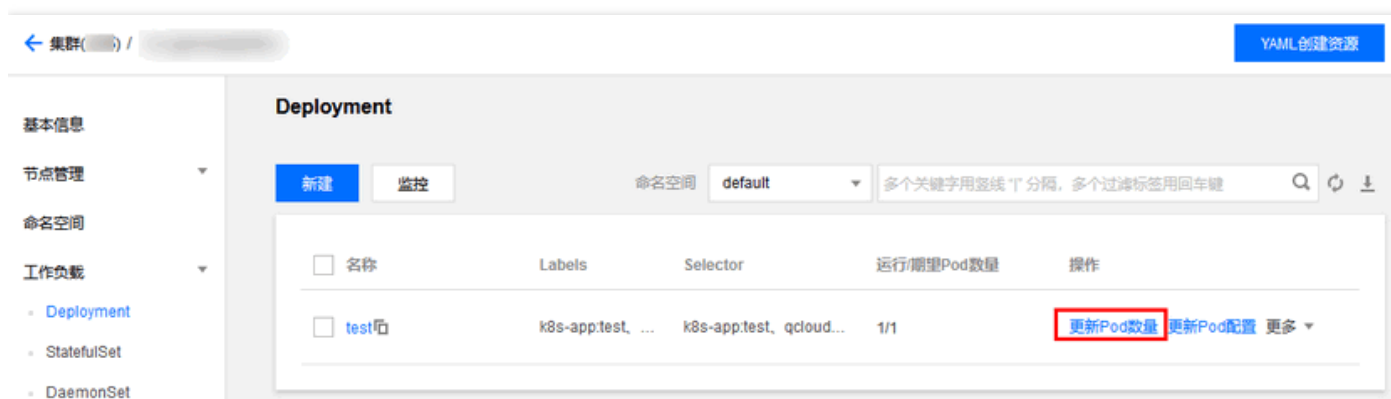 集群( ) /
YAML创建资源
基本信息
节点管理
命名空间
工作负载
Deployment
StatefulSet
DaemonSet
Deployment
新建 监控 命名空间 default 多个关键字用竖线 "|" 分隔，多个过滤标签用回车键
名称 Labels Selector 运行/期望Pod数量 操作
test k8s-app:test、 ... k8s-app:test、qcloud... 1/1 更新Pod数量 更新Pod配置 更多